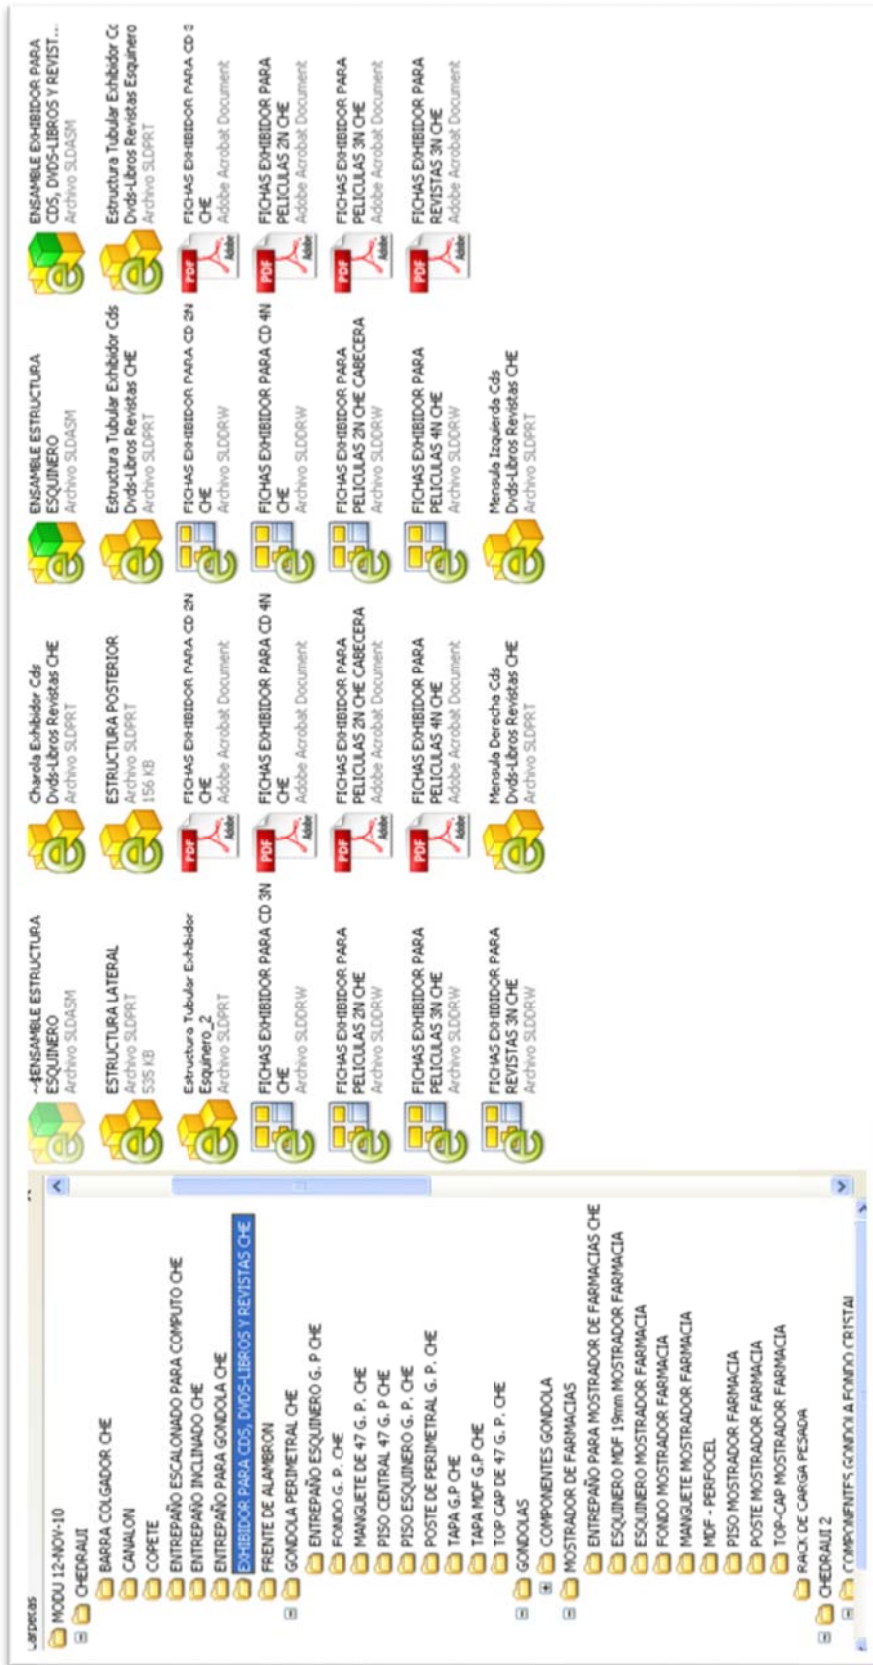 Carpetas
MODU 12-NOV-10
CHEDRAUI
BARRA COLGADOR CHE
CANALON
COPETE
ENTREPAÑO ESCALONADO PARA COMPUTO CHE
ENTREPAÑO INCLINADO CHE
ENTREPAÑO PARA GONDOLA CHE
EXHIBIDOR PARA CDS, DVDS-LIBROS Y REVISTAS CHE
FRENTE DE ALAMBRON
GONDOLA PERIMETRAL CHE
ENTREPAÑO ESQUINERO G. P CHE
FONDO G. P. CHE
MANGUETE DE 47 G. P. CHE
PISO CENTRAL 47 G. P CHE
PISO ESQUINERO G. P. CHE
POSTE DE PERIMETRAL G. P. CHE
TAPA G.P CHE
TAPA MDF G.P CHE
TOP CAP DE 47 G. P. CHE
GONDOLAS
COMPONENTES GONDOLA
MOSTRADOR DE FARMACIAS
ENTREPAÑO PARA MOSTRADOR DE FARMACIAS CHE
ESQUINERO MDF 19mm MOSTRADOR FARMACIA
ESQUINERO MOSTRADOR FARMACIA
FONDO MOSTRADOR FARMACIA
MANGUETE MOSTRADOR FARMACIA
MDF - PERFOCEL
PISO MOSTRADOR FARMACIA
POSTE MOSTRADOR FARMACIA
TOP-CAP MOSTRADOR FARMACIA
RACK DE CARGA PESADA
CHEDRAUI 2
COMPONENTES GONDOLA FONDO CRISTAL
~$ENSAMBLE ESTRUCTURA
ESQUINERO
Archivo SLDASM
Charola Exhibidor Cds
Dvds-Libros Revistas CHE
Archivo SLDPRT
ENSAMBLE ESTRUCTURA
ESQUINERO
Archivo SLDASM
ENSAMBLE EXHIBIDOR PARA
CDS, DVDS-LIBROS Y REVIST...
Archivo SLDASM
ESTRUCTURA LATERAL
Archivo SLDPRT
535 KB
ESTRUCTURA POSTERIOR
Archivo SLDPRT
156 KB
Estructura Tubular Exhibidor Cds
Dvds-Libros Revistas CHE
Archivo SLDPRT
Estructura Tubular Exhibidor Cc
Dvds-Libros Revistas Esquinero
Archivo SLDPRT
Estructura Tubular Exhibidor
Esquinero_2
Archivo SLDPRT
FICHAS EXHIBIDOR PARA CD 2N
CHE
Adobe Acrobat Document
FICHAS EXHIBIDOR PARA CD 2N
CHE
Archivo SLDDRW
FICHAS EXHIBIDOR PARA CD 3
CHE
Adobe Acrobat Document
FICHAS EXHIBIDOR PARA CD 3N
CHE
Archivo SLDDRW
FICHAS EXHIBIDOR PARA CD 4N
CHE
Adobe Acrobat Document
FICHAS EXHIBIDOR PARA CD 4N
CHE
Archivo SLDDRW
FICHAS EXHIBIDOR PARA
PELICULAS 2N CHE
Adobe Acrobat Document
FICHAS EXHIBIDOR PARA
PELICULAS 2N CHE
Archivo SLDDRW
FICHAS EXHIBIDOR PARA
PELICULAS 2N CHE CABECERA
Adobe Acrobat Document
FICHAS EXHIBIDOR PARA
PELICULAS 2N CHE CABECERA
Archivo SLDDRW
FICHAS EXHIBIDOR PARA
PELICULAS 3N CHE
Adobe Acrobat Document
FICHAS EXHIBIDOR PARA
PELICULAS 3N CHE
Archivo SLDDRW
FICHAS EXHIBIDOR PARA
PELICULAS 4N CHE
Adobe Acrobat Document
FICHAS EXHIBIDOR PARA
PELICULAS 4N CHE
Archivo SLDDRW
FICHAS EXHIBIDOR PARA
REVISTAS 3N CHE
Adobe Acrobat Document
FICHAS EXHIBIDOR PARA
REVISTAS 3N CHE
Archivo SLDDRW
Mensula Derecha Cds
Dvds-Libros Revistas CHE
Archivo SLDPRT
Mensula Izquierda Cds
Dvds-Libros Revistas CHE
Archivo SLDPRT